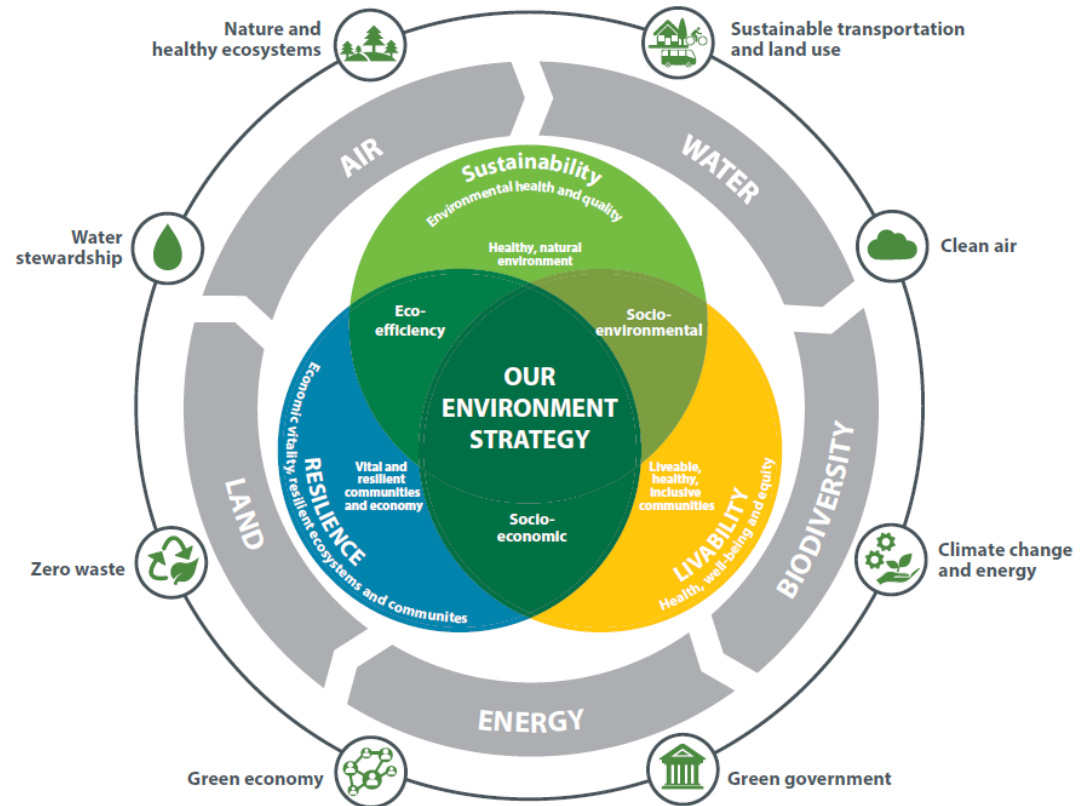 Nature and
healthy ecosystems
Sustainable transportation
and land use
AIR
WATER
Sustainability
Environmental health and quality
Water
stewardship
Healthy, natural
environment
Clean air
Eco-
efficiency
Socio-
environmental
OUR
ENVIRONMENT
STRATEGY
Economic vitality, resilient ecosystems and communites
RESILIENCE
Vital and
resilient
communities
and economy
Liveable,
healthy,
inclusive
communities
LIVABILITY
Health, well-being and equity
LAND
BIODIVERSITY
Socio-
economic
Zero waste
Climate change
and energy
ENERGY
Green economy
Green government